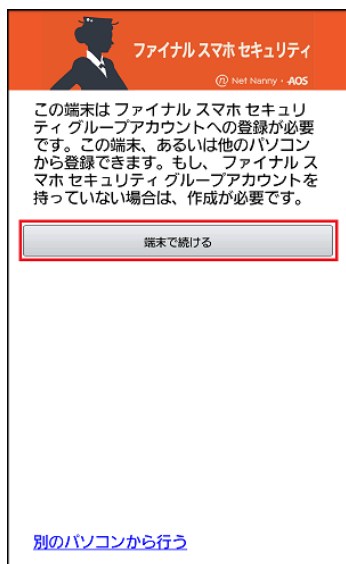 ファイナル スマホ セキュリティ
n Net Nanny・AOS
この端末は ファイナル スマホ セキュリ
ティ グループアカウントへの登録が必要
です。この端末、あるいは他のパソコン
から登録できます。もし、 ファイナル ス
マホ セキュリティ グループアカウントを
持っていない場合は、作成が必要です。
端末で続ける
別のパソコンから行う